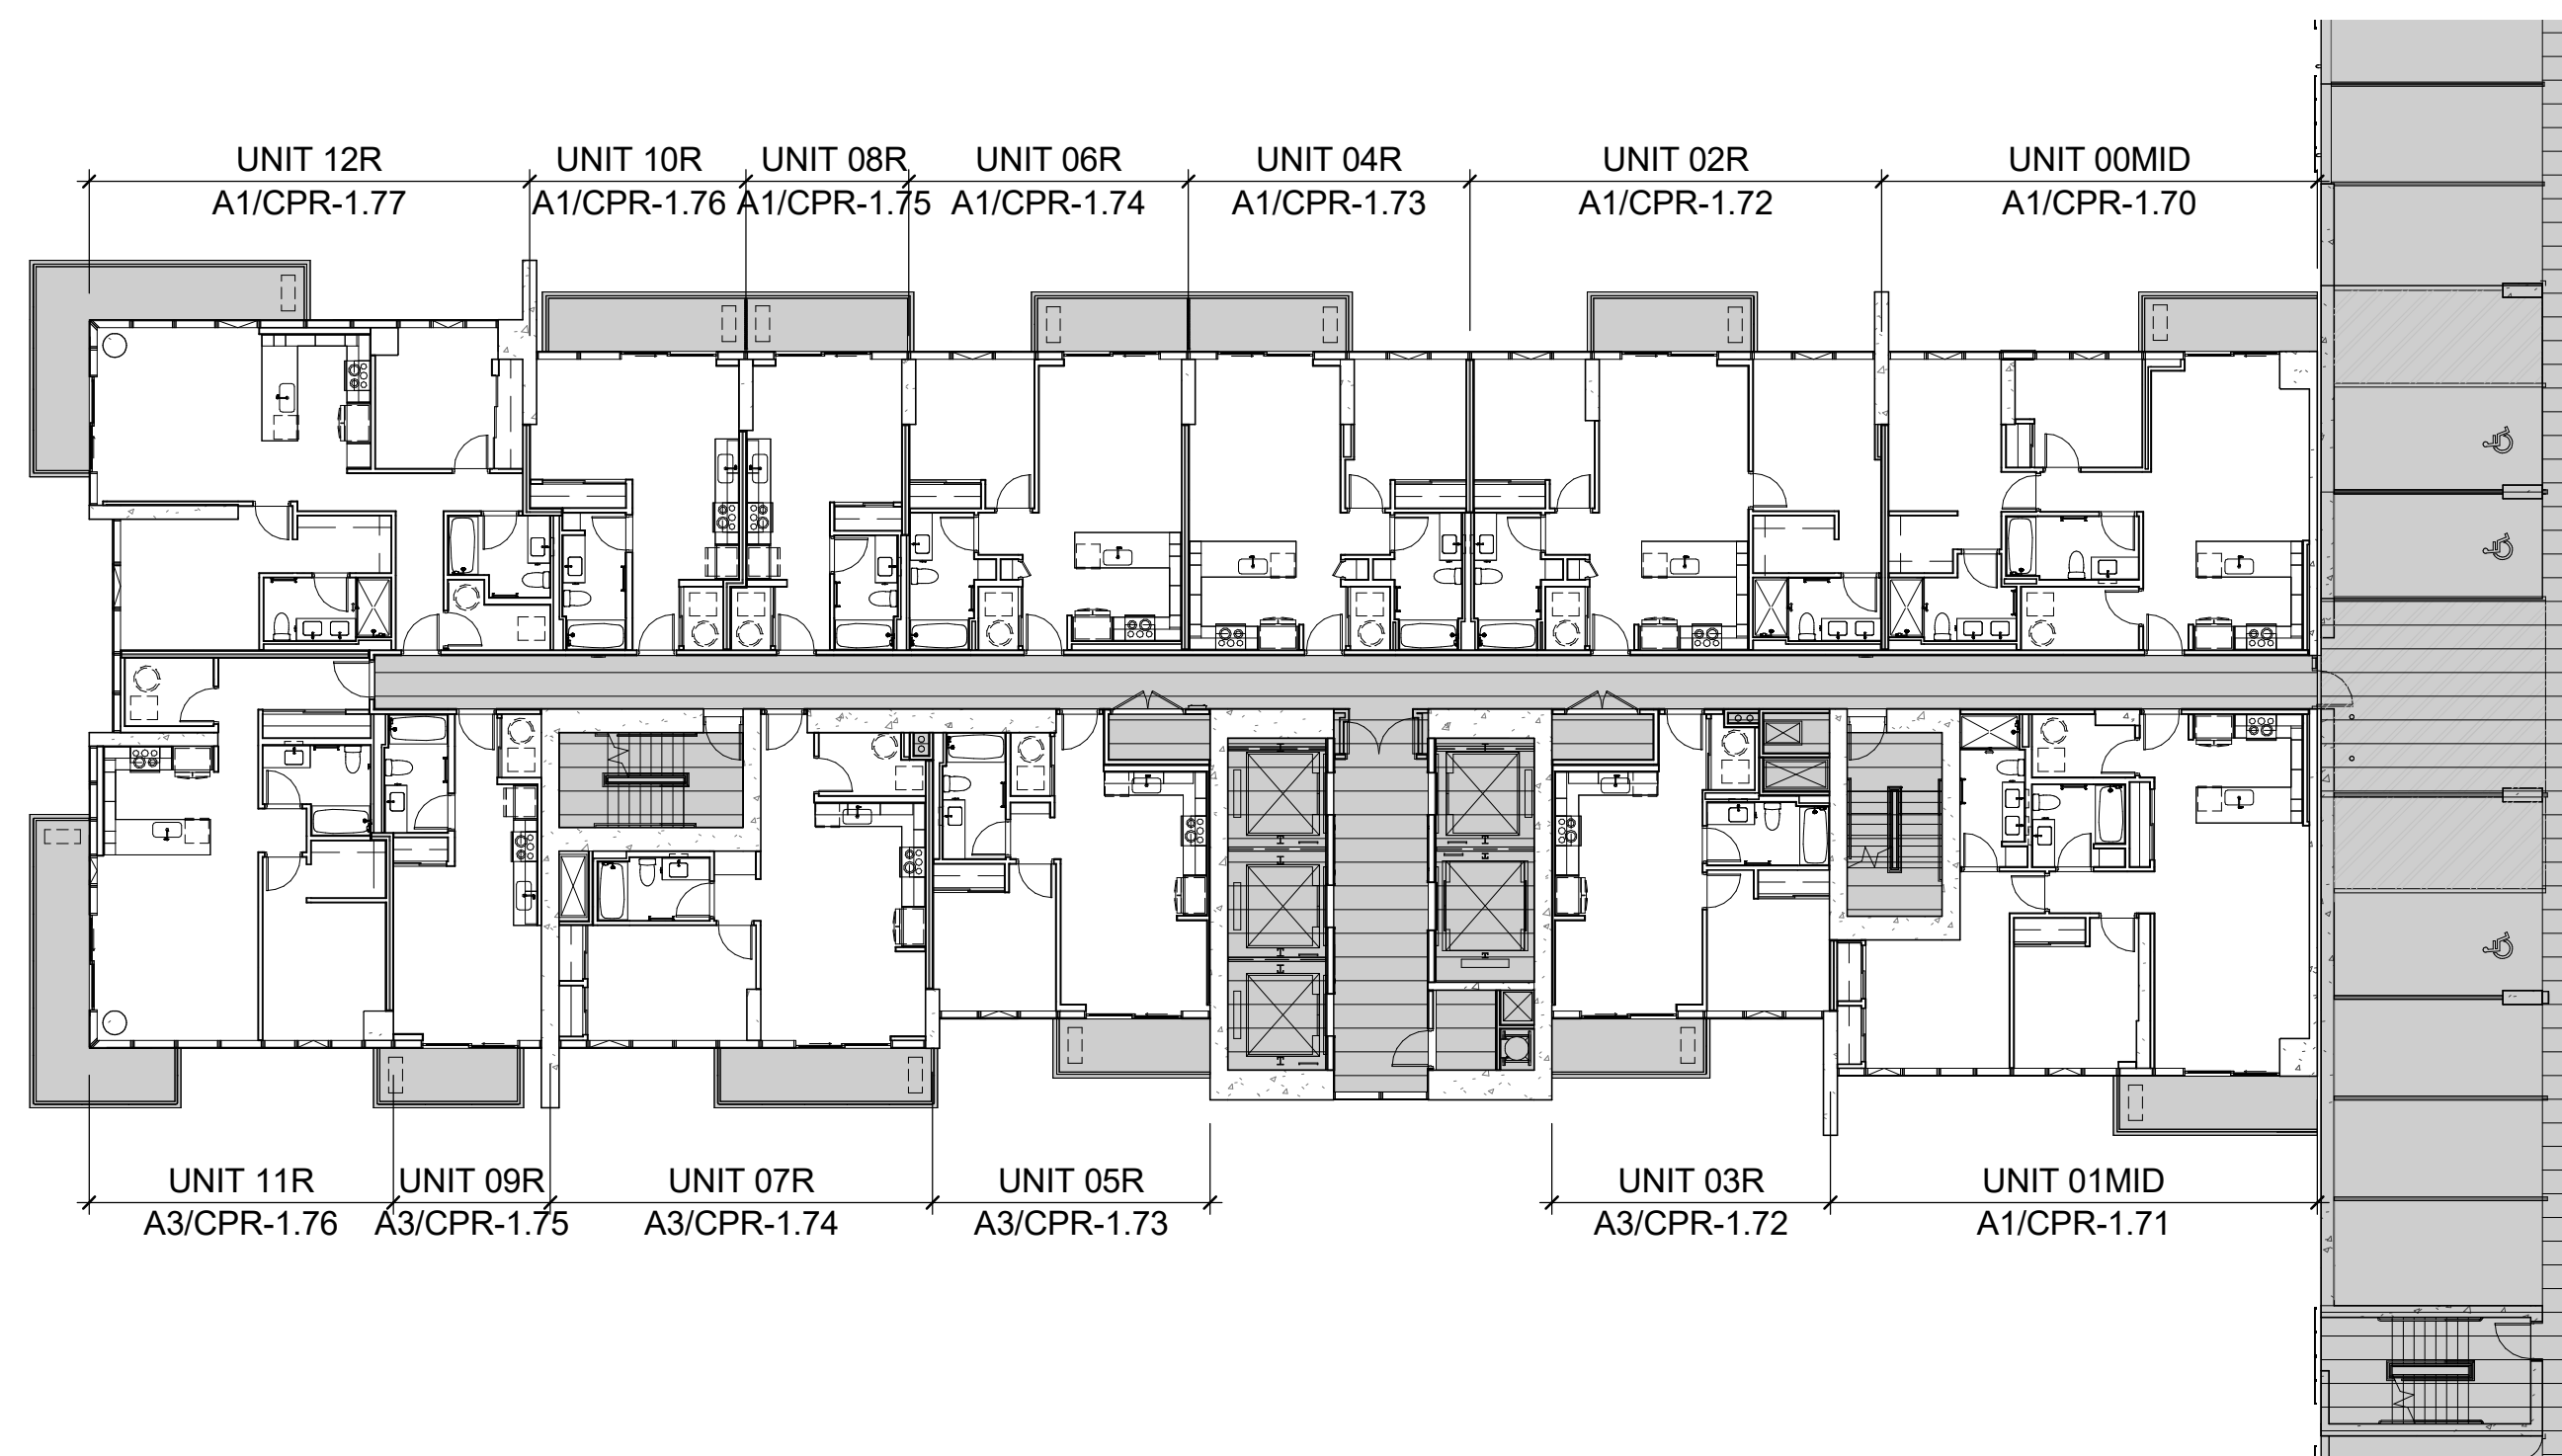 UNIT 12R
A1/CPR-1.77
UNIT 10R
A1/CPR-1.76
UNIT 08R
A1/CPR-1.75
UNIT 06R
A1/CPR-1.74
UNIT 04R
A1/CPR-1.73
UNIT 02R
A1/CPR-1.72
UNIT 00MID
A1/CPR-1.70
UNIT 11R
A3/CPR-1.76
UNIT 09R
A3/CPR-1.75
UNIT 07R
A3/CPR-1.74
UNIT 05R
A3/CPR-1.73
UNIT 03R
A3/CPR-1.72
UNIT 01MID
A1/CPR-1.71